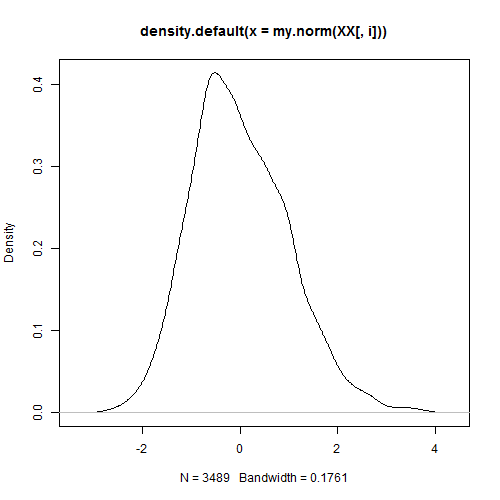 density.default(x = my.norm(XX[, i]))
Density
0.4
0.3
0.2
0.1
0.0
-2 0 2 4
N = 3489 Bandwidth = 0.1761